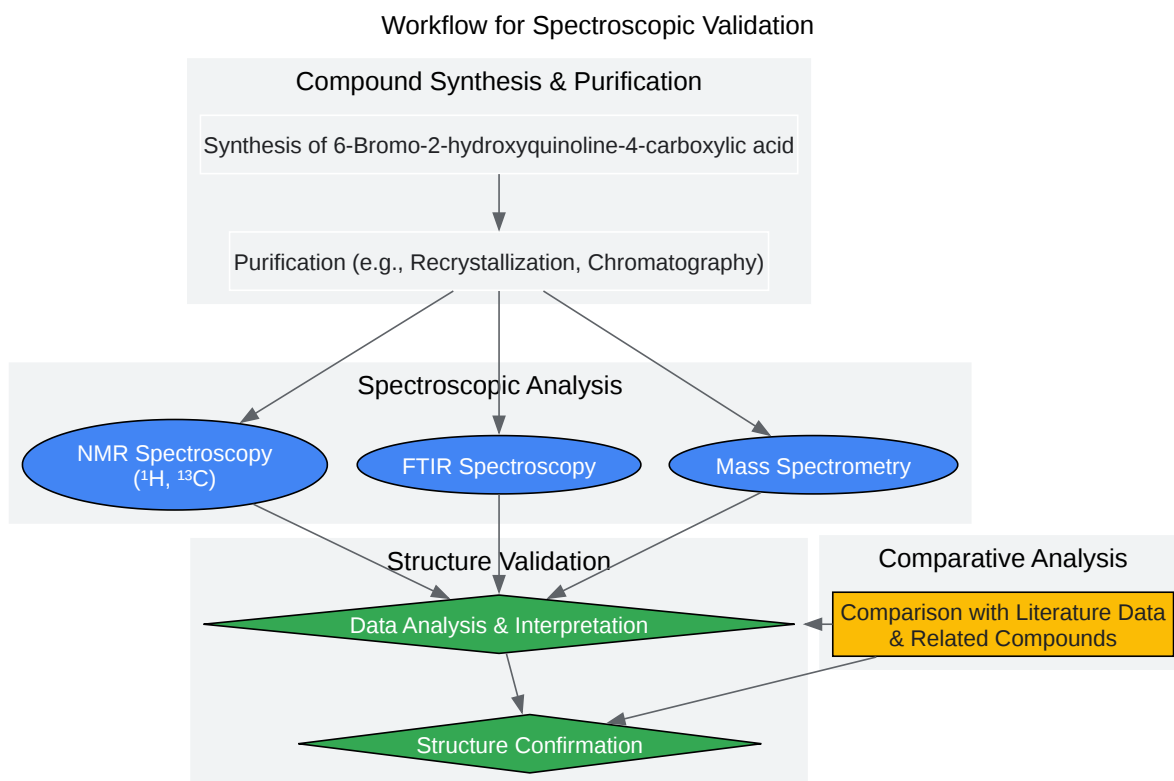 Workflow for Spectroscopic Validation
Compound Synthesis & Purification
Synthesis of 6-Bromo-2-hydroxyquinoline-4-carboxylic acid
Purification (e.g., Recrystallization, Chromatography)
Spectroscopic Analysis
NMR Spectroscopy
(¹H, ¹³C)
FTIR Spectroscopy
Mass Spectrometry
Structure Validation
Comparative Analysis
Data Analysis & Interpretation
Comparison with Literature Data
& Related Compounds
Structure Confirmation